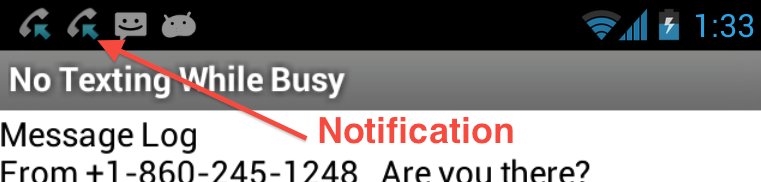 1:33
No Texting While Busy
Notification
Message Log
From +1-860-245-1248 Are you there?